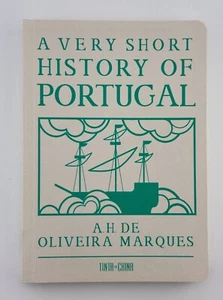 A VERY SHORT
HISTORY OF
PORTUGAL
A.H. DE
OLIVEIRA MARQUES
TINTA-DA-CHINA